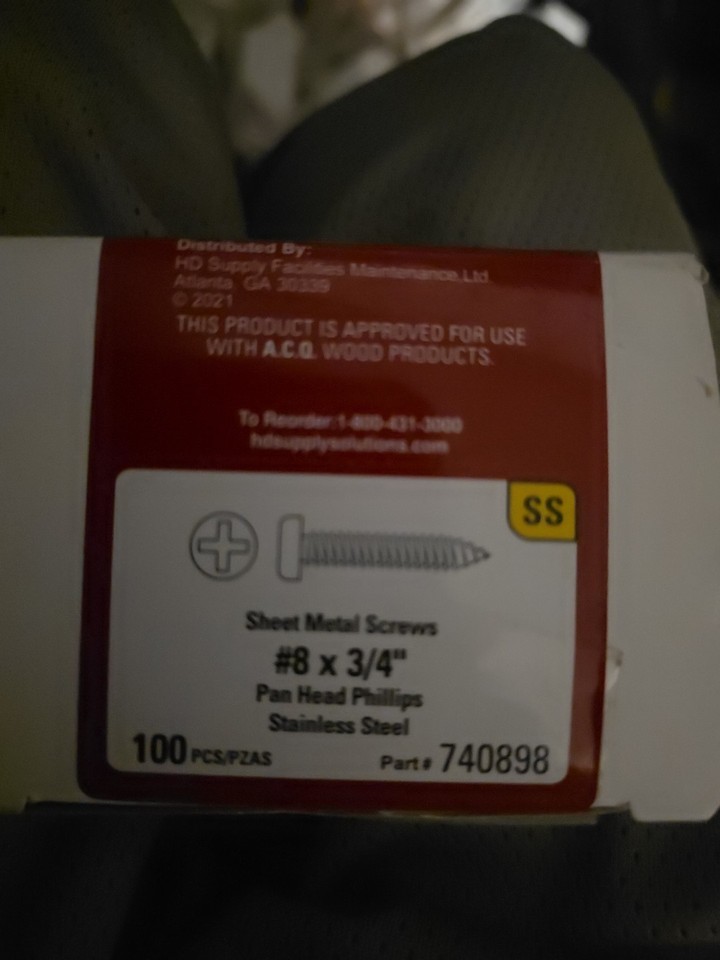 Distributed By:
HD Supply Facilities Maintenance,Ltd.
Atlanta GA 30339
© 2021
THIS PRODUCT IS APPROVED FOR USE
WITH A.C.Q. WOOD PRODUCTS.
To Reorder:1-800-431-3000
hdsupplysolutions.com
SS
Sheet Metal Screws
#8 x 3/4"
Pan Head Phillips
Stainless Steel
100 PCS/PZAS
Part# 740898